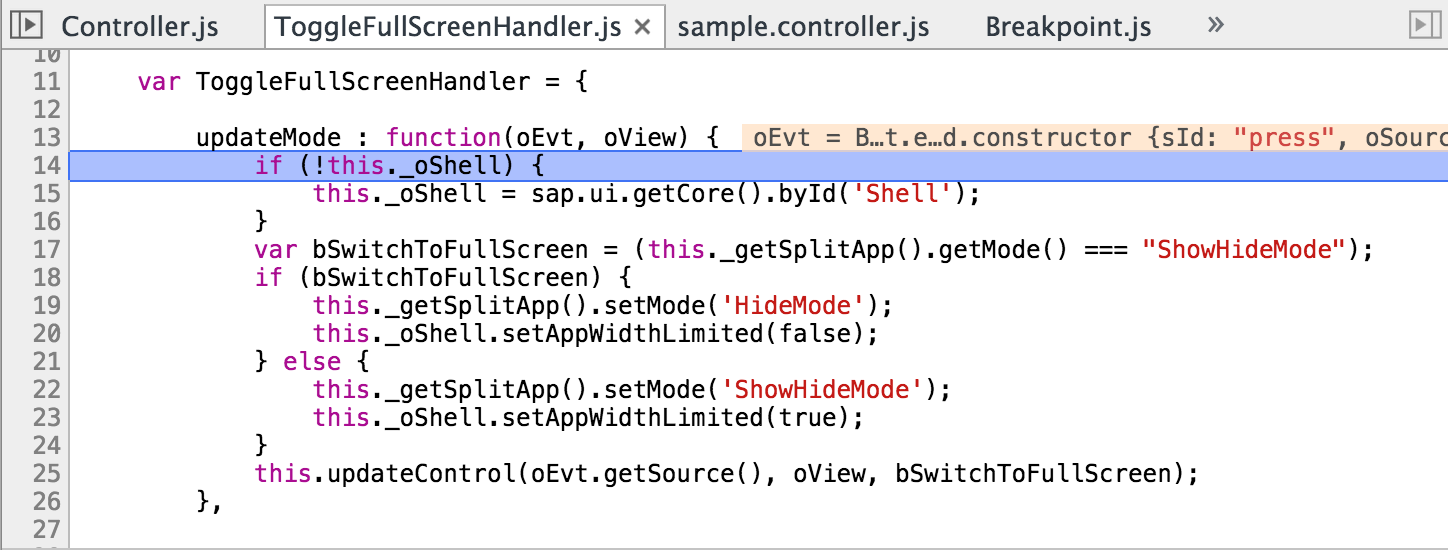 Controller.js ToggleFullScreenHandler.js × sample.controller.js Breakpoint.js »
10
11 var ToggleFullScreenHandler = {
12
13 updateMode : function(oEvt, oView) { oEvt = B…t.e…d.constructor {sId: "press", oSourc
14 if (!this._oShell) {
15 this._oShell = sap.ui.getCore().byId('Shell');
16 }
17 var bSwitchToFullScreen = (this._getSplitApp().getMode() === "ShowHideMode");
18 if (bSwitchToFullScreen) {
19 this._getSplitApp().setMode('HideMode');
20 this._oShell.setAppWidthLimited(false);
21 } else {
22 this._getSplitApp().setMode('ShowHideMode');
23 this._oShell.setAppWidthLimited(true);
24 }
25 this.updateControl(oEvt.getSource(), oView, bSwitchToFullScreen);
26 },
27